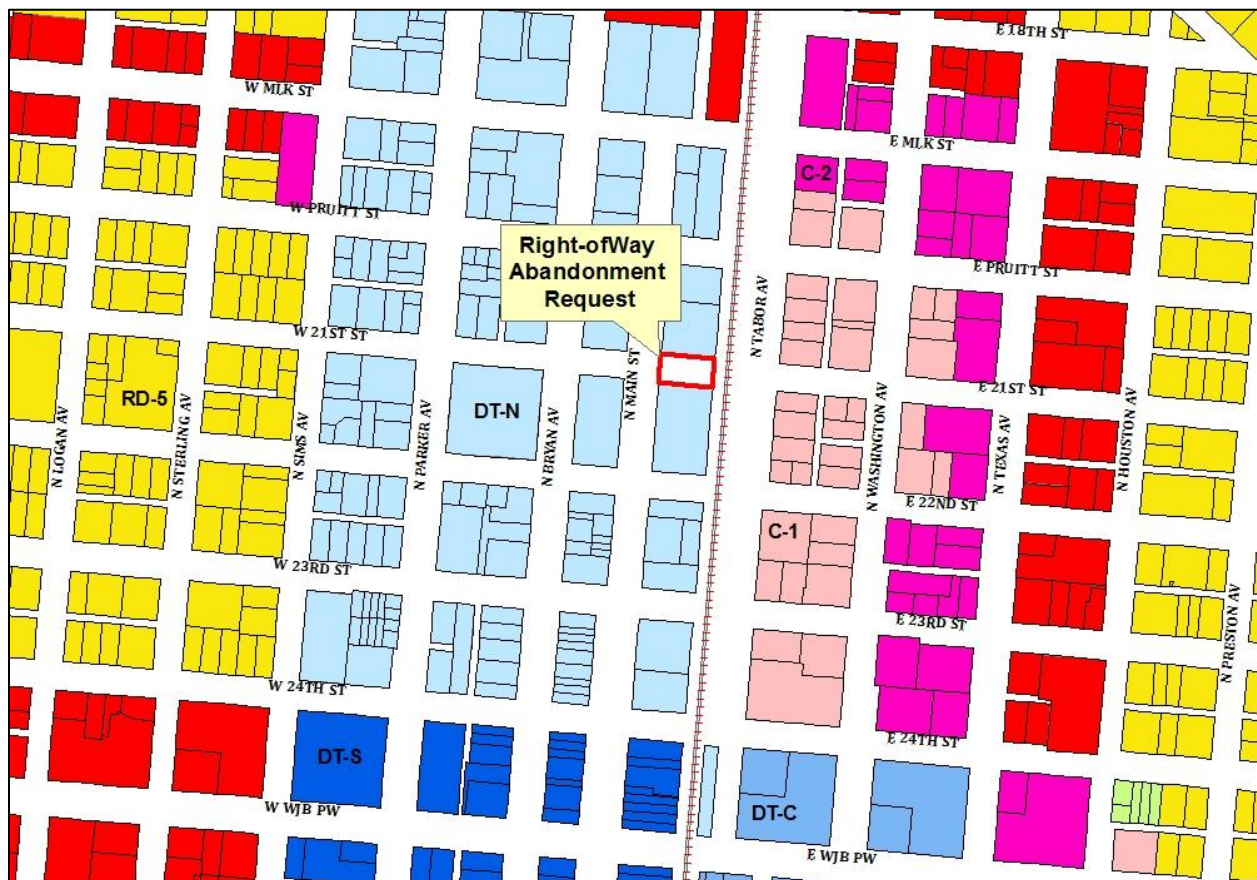 E 18TH ST
W MLK ST
E MLK ST
C-2
W PRUITT ST
Right-ofWay
Abandonment
Request
E PRUITT ST
N TABOR AV
W 21ST ST
N MAIN ST
E 21ST ST
RD-5
DT-N
N LOGAN AV
N STERLING AV
N SIMS AV
N PARKER AV
N BRYAN AV
N WASHINGTON AV
N TEXAS AV
N HOUSTON AV
E 22ND ST
C-1
W 23RD ST
E 23RD ST
N PRESTON AV
W 24TH ST
E 24TH ST
DT-S
W WJB PW
DT-C
E WJB PW